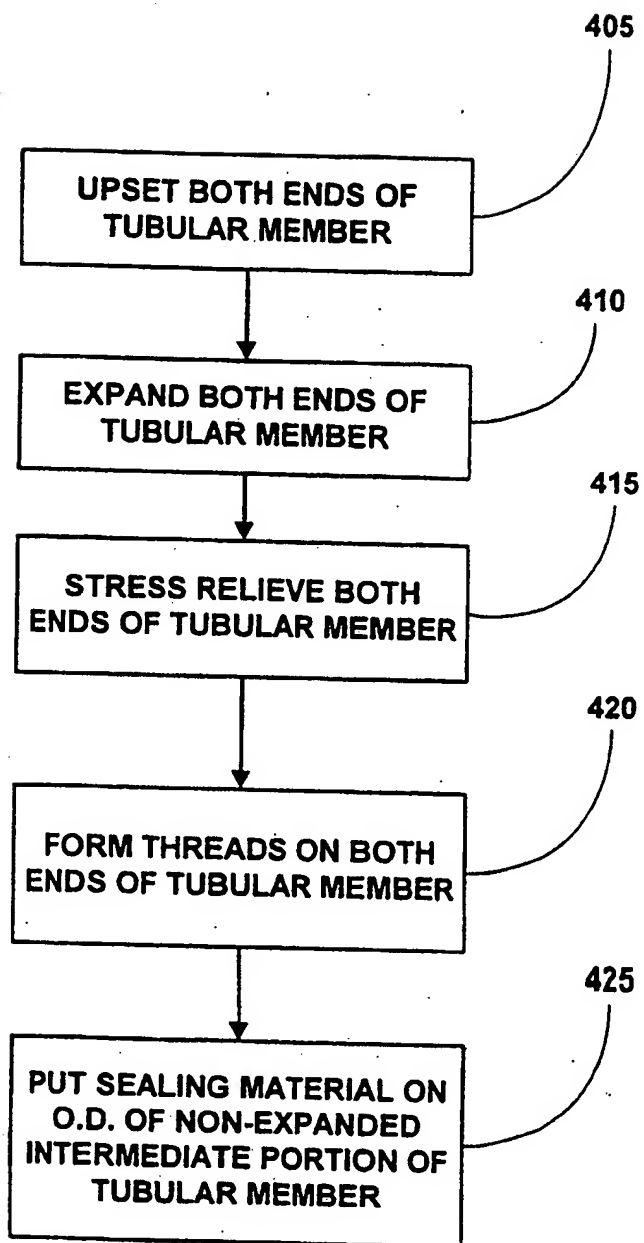 405
UPSET BOTH ENDS OF
TUBULAR MEMBER
410
EXPAND BOTH ENDS OF
TUBULAR MEMBER
415
STRESS RELIEVE BOTH
ENDS OF TUBULAR MEMBER
420
FORM THREADS ON BOTH
ENDS OF TUBULAR MEMBER
425
PUT SEALING MATERIAL ON
O.D. OF NON-EXPANDED
INTERMEDIATE PORTION OF
TUBULAR MEMBER